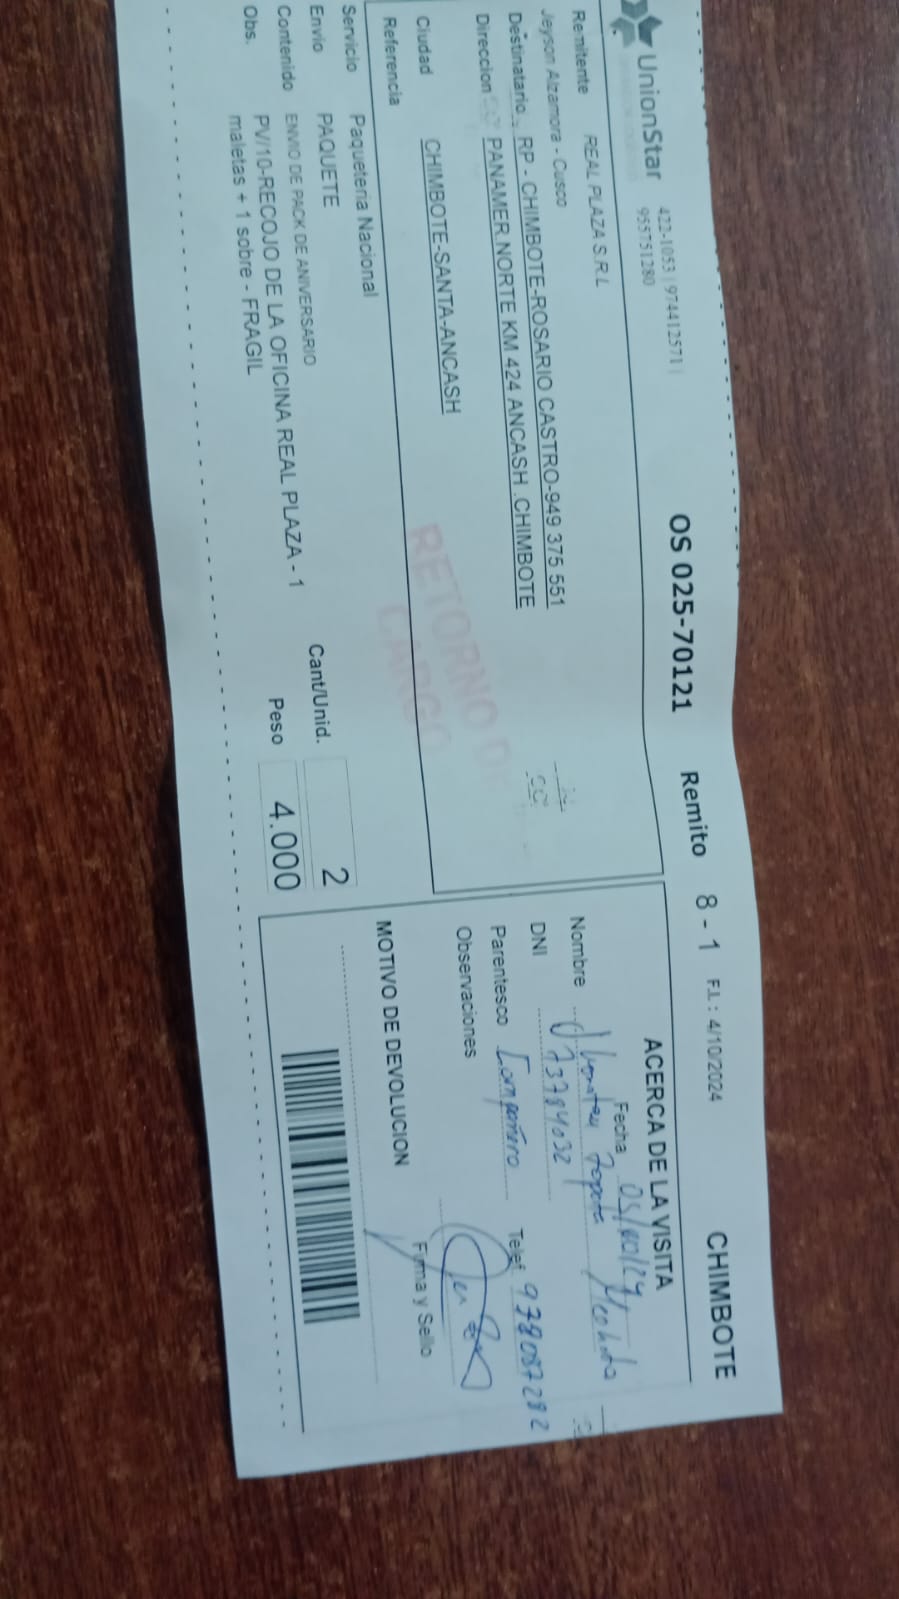 UnionStar
422-1053 | 974412571 |
955751280
OS 025-70121 Remito 8 - 1 F.I.: 4/10/2024 CHIMBOTE
Remitente REAL PLAZA S.R.L
Jeyson Alzamora - Cusco
Destinatario RP - CHIMBOTE-ROSARIO CASTRO-949 375 551
Direccion PANAMER.NORTE KM 424 ANCASH .CHIMBOTE
Ciudad CHIMBOTE-SANTA-ANCASH
Referencia
RETORNO DE
CARGO
Servicio Paqueteria Nacional
Envio PAQUETE
Contenido ENVIO DE PACK DE ANIVERSARIO
Obs. PV/10-RECOJO DE LA OFICINA REAL PLAZA - 1
maletas + 1 sobre - FRAGIL
Cant/Unid. 2
Peso 4.000
ACERCA DE LA VISITA
Fecha
Nombre
DNI Telef.
Parentesco Compañero
Observaciones
Firma y Sello
MOTIVO DE DEVOLUCION